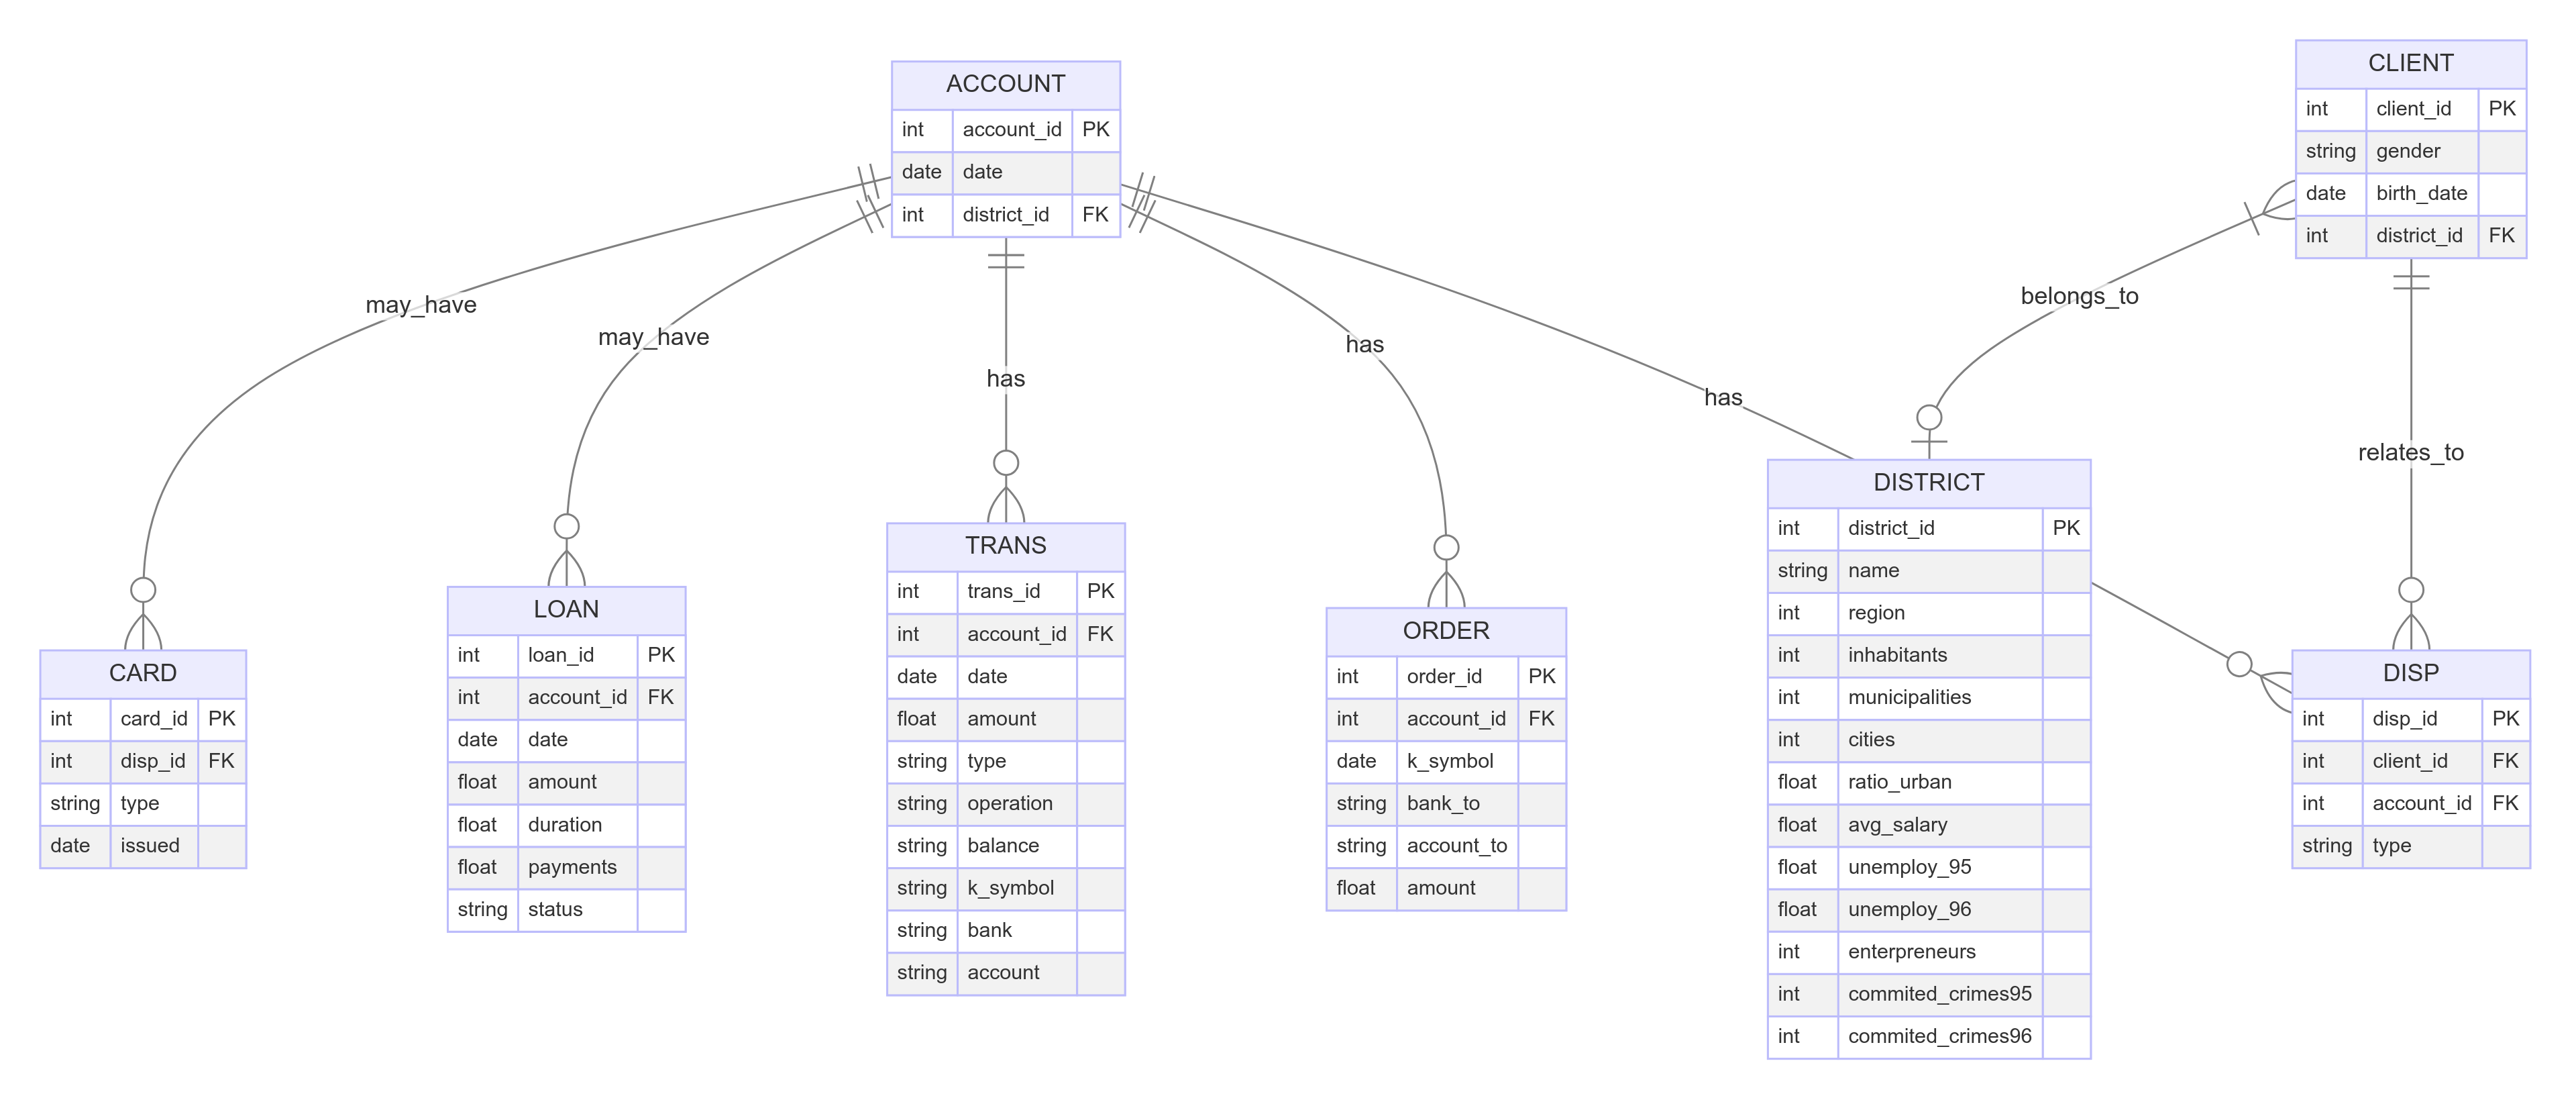 ACCOUNT
int account_id PK
date date
int district_id FK
CLIENT
int client_id PK
string gender
date birth_date
int district_id FK
may_have
may_have
has
has
has
belongs_to
relates_to
CARD
int card_id PK
int disp_id FK
string type
date issued
LOAN
int loan_id PK
int account_id FK
date date
float amount
float duration
float payments
string status
TRANS
int trans_id PK
int account_id FK
date date
float amount
string type
string operation
string balance
string k_symbol
string bank
string account
ORDER
int order_id PK
int account_id FK
date k_symbol
string bank_to
string account_to
float amount
DISTRICT
int district_id PK
string name
int region
int inhabitants
int municipalities
int cities
float ratio_urban
float avg_salary
float unemploy_95
float unemploy_96
int enterpreneurs
int commited_crimes95
int commited_crimes96
DISP
int disp_id PK
int client_id FK
int account_id FK
string type